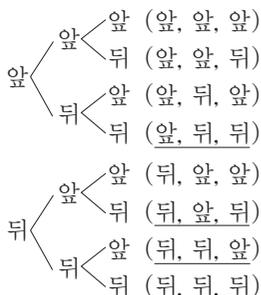 앞 (앞, 앞, 앞)
앞
뒤 (앞, 앞, 뒤)
앞
앞 (앞, 뒤, 앞)
뒤
뒤 (앞, 뒤, 뒤)
앞 (뒤, 앞, 앞)
앞
뒤 (뒤, 앞, 뒤)
뒤
앞 (뒤, 뒤, 앞)
뒤
뒤 (뒤, 뒤, 뒤)